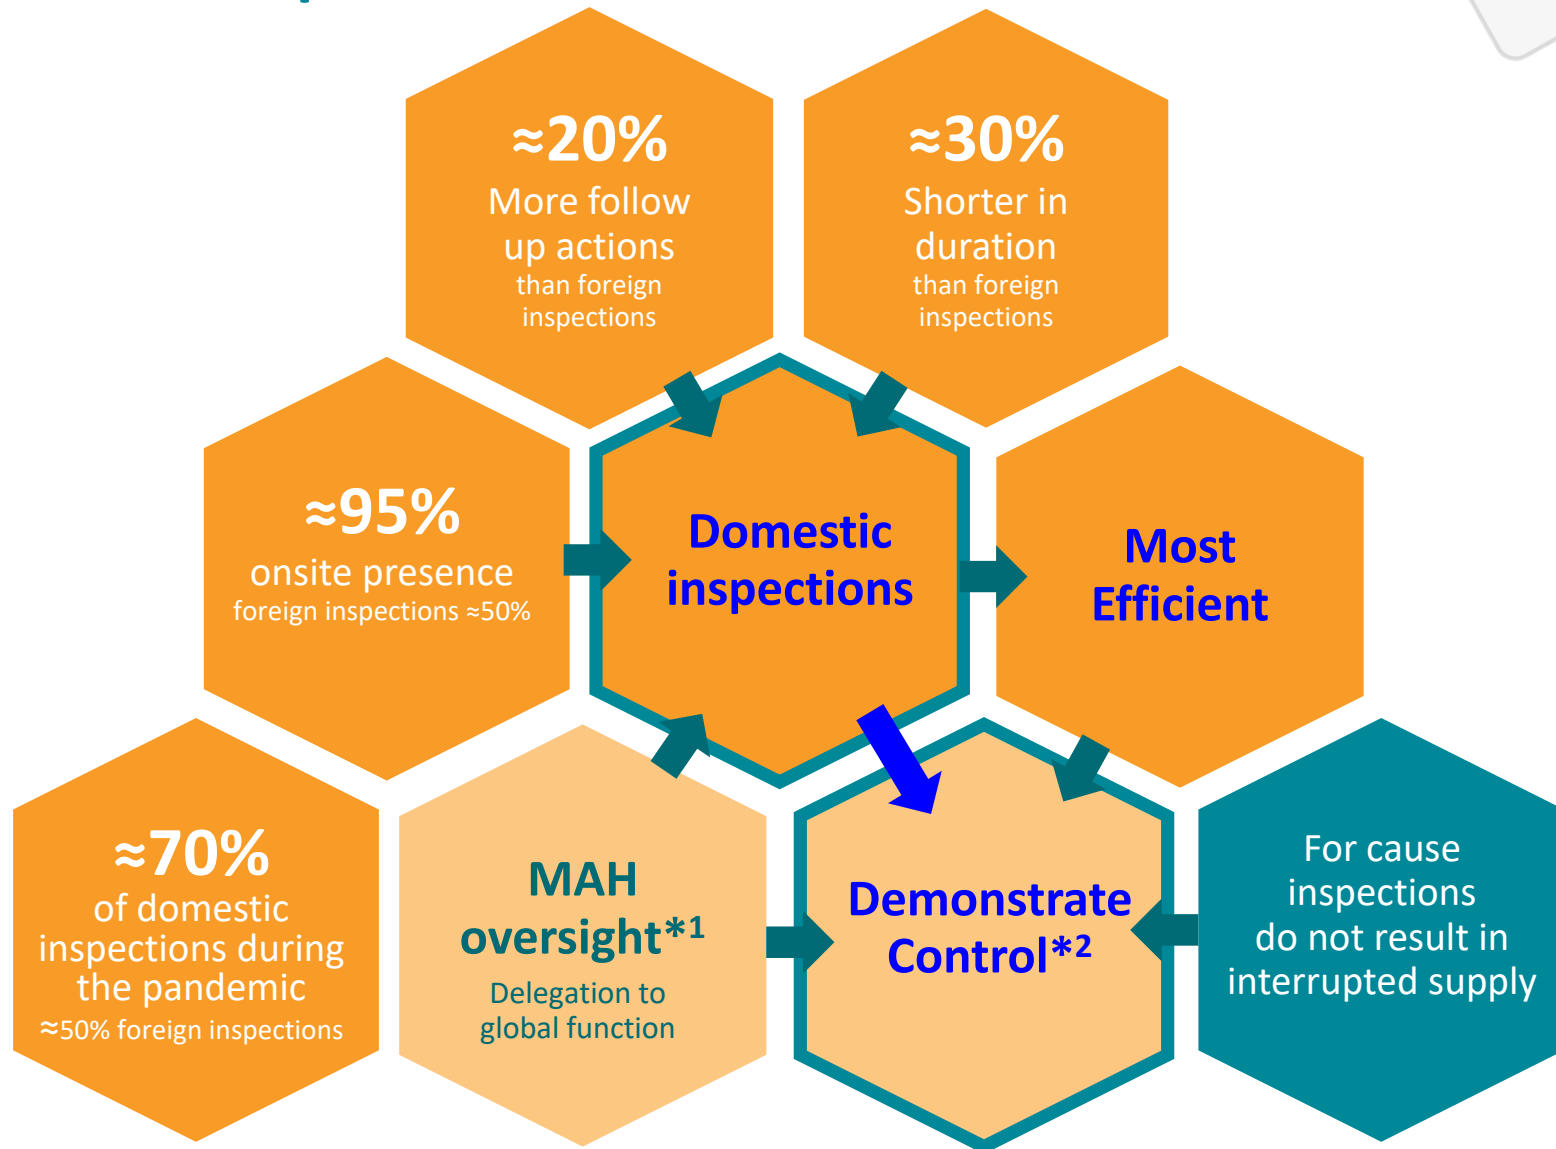 ≈20%
More follow
up actions
than foreign
inspections
≈30%
Shorter in
duration
than foreign
inspections
≈95%
onsite presence
foreign inspections ≈50%
Domestic
inspections
Most
Efficient
≈70%
of domestic
inspections during
the pandemic
≈50% foreign inspections
MAH
oversight*1
Delegation to
global function
Demonstrate
Control*2
For cause
inspections
do not result in
interrupted supply